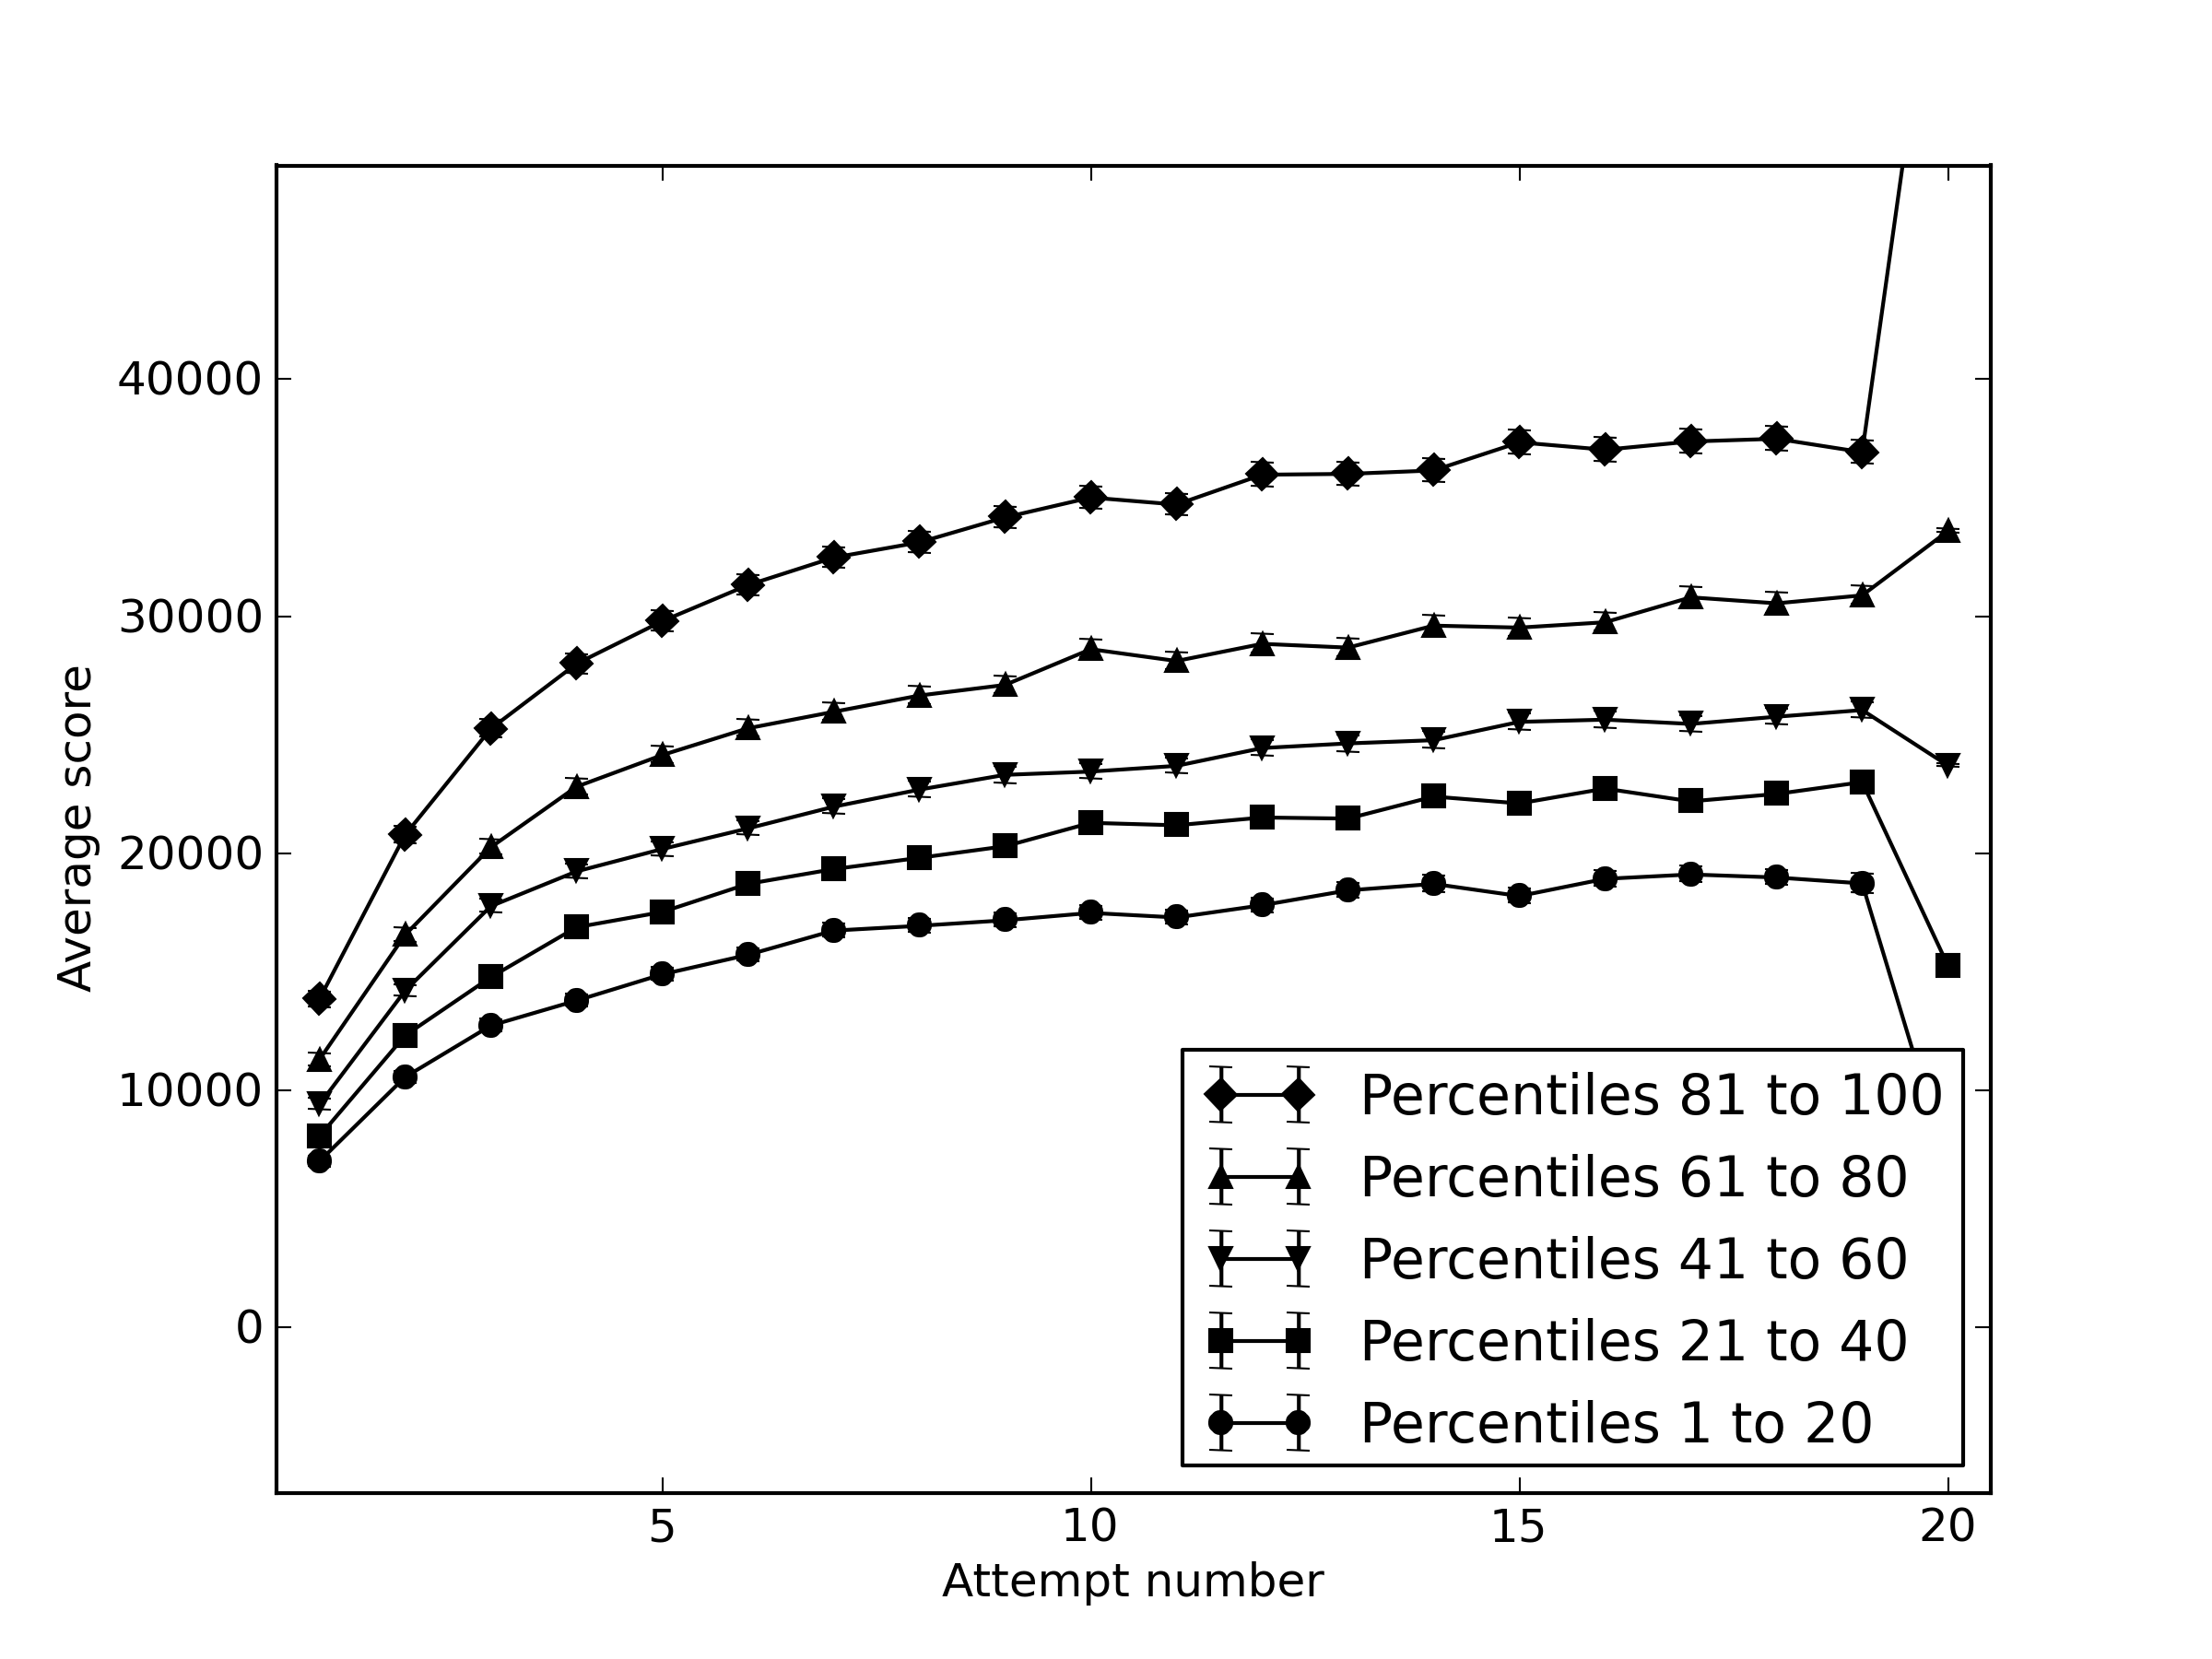 40000
30000
20000
10000
0
Average score
5
10
15
20
Attempt number
Percentiles 81 to 100
Percentiles 61 to 80
Percentiles 41 to 60
Percentiles 21 to 40
Percentiles 1 to 20